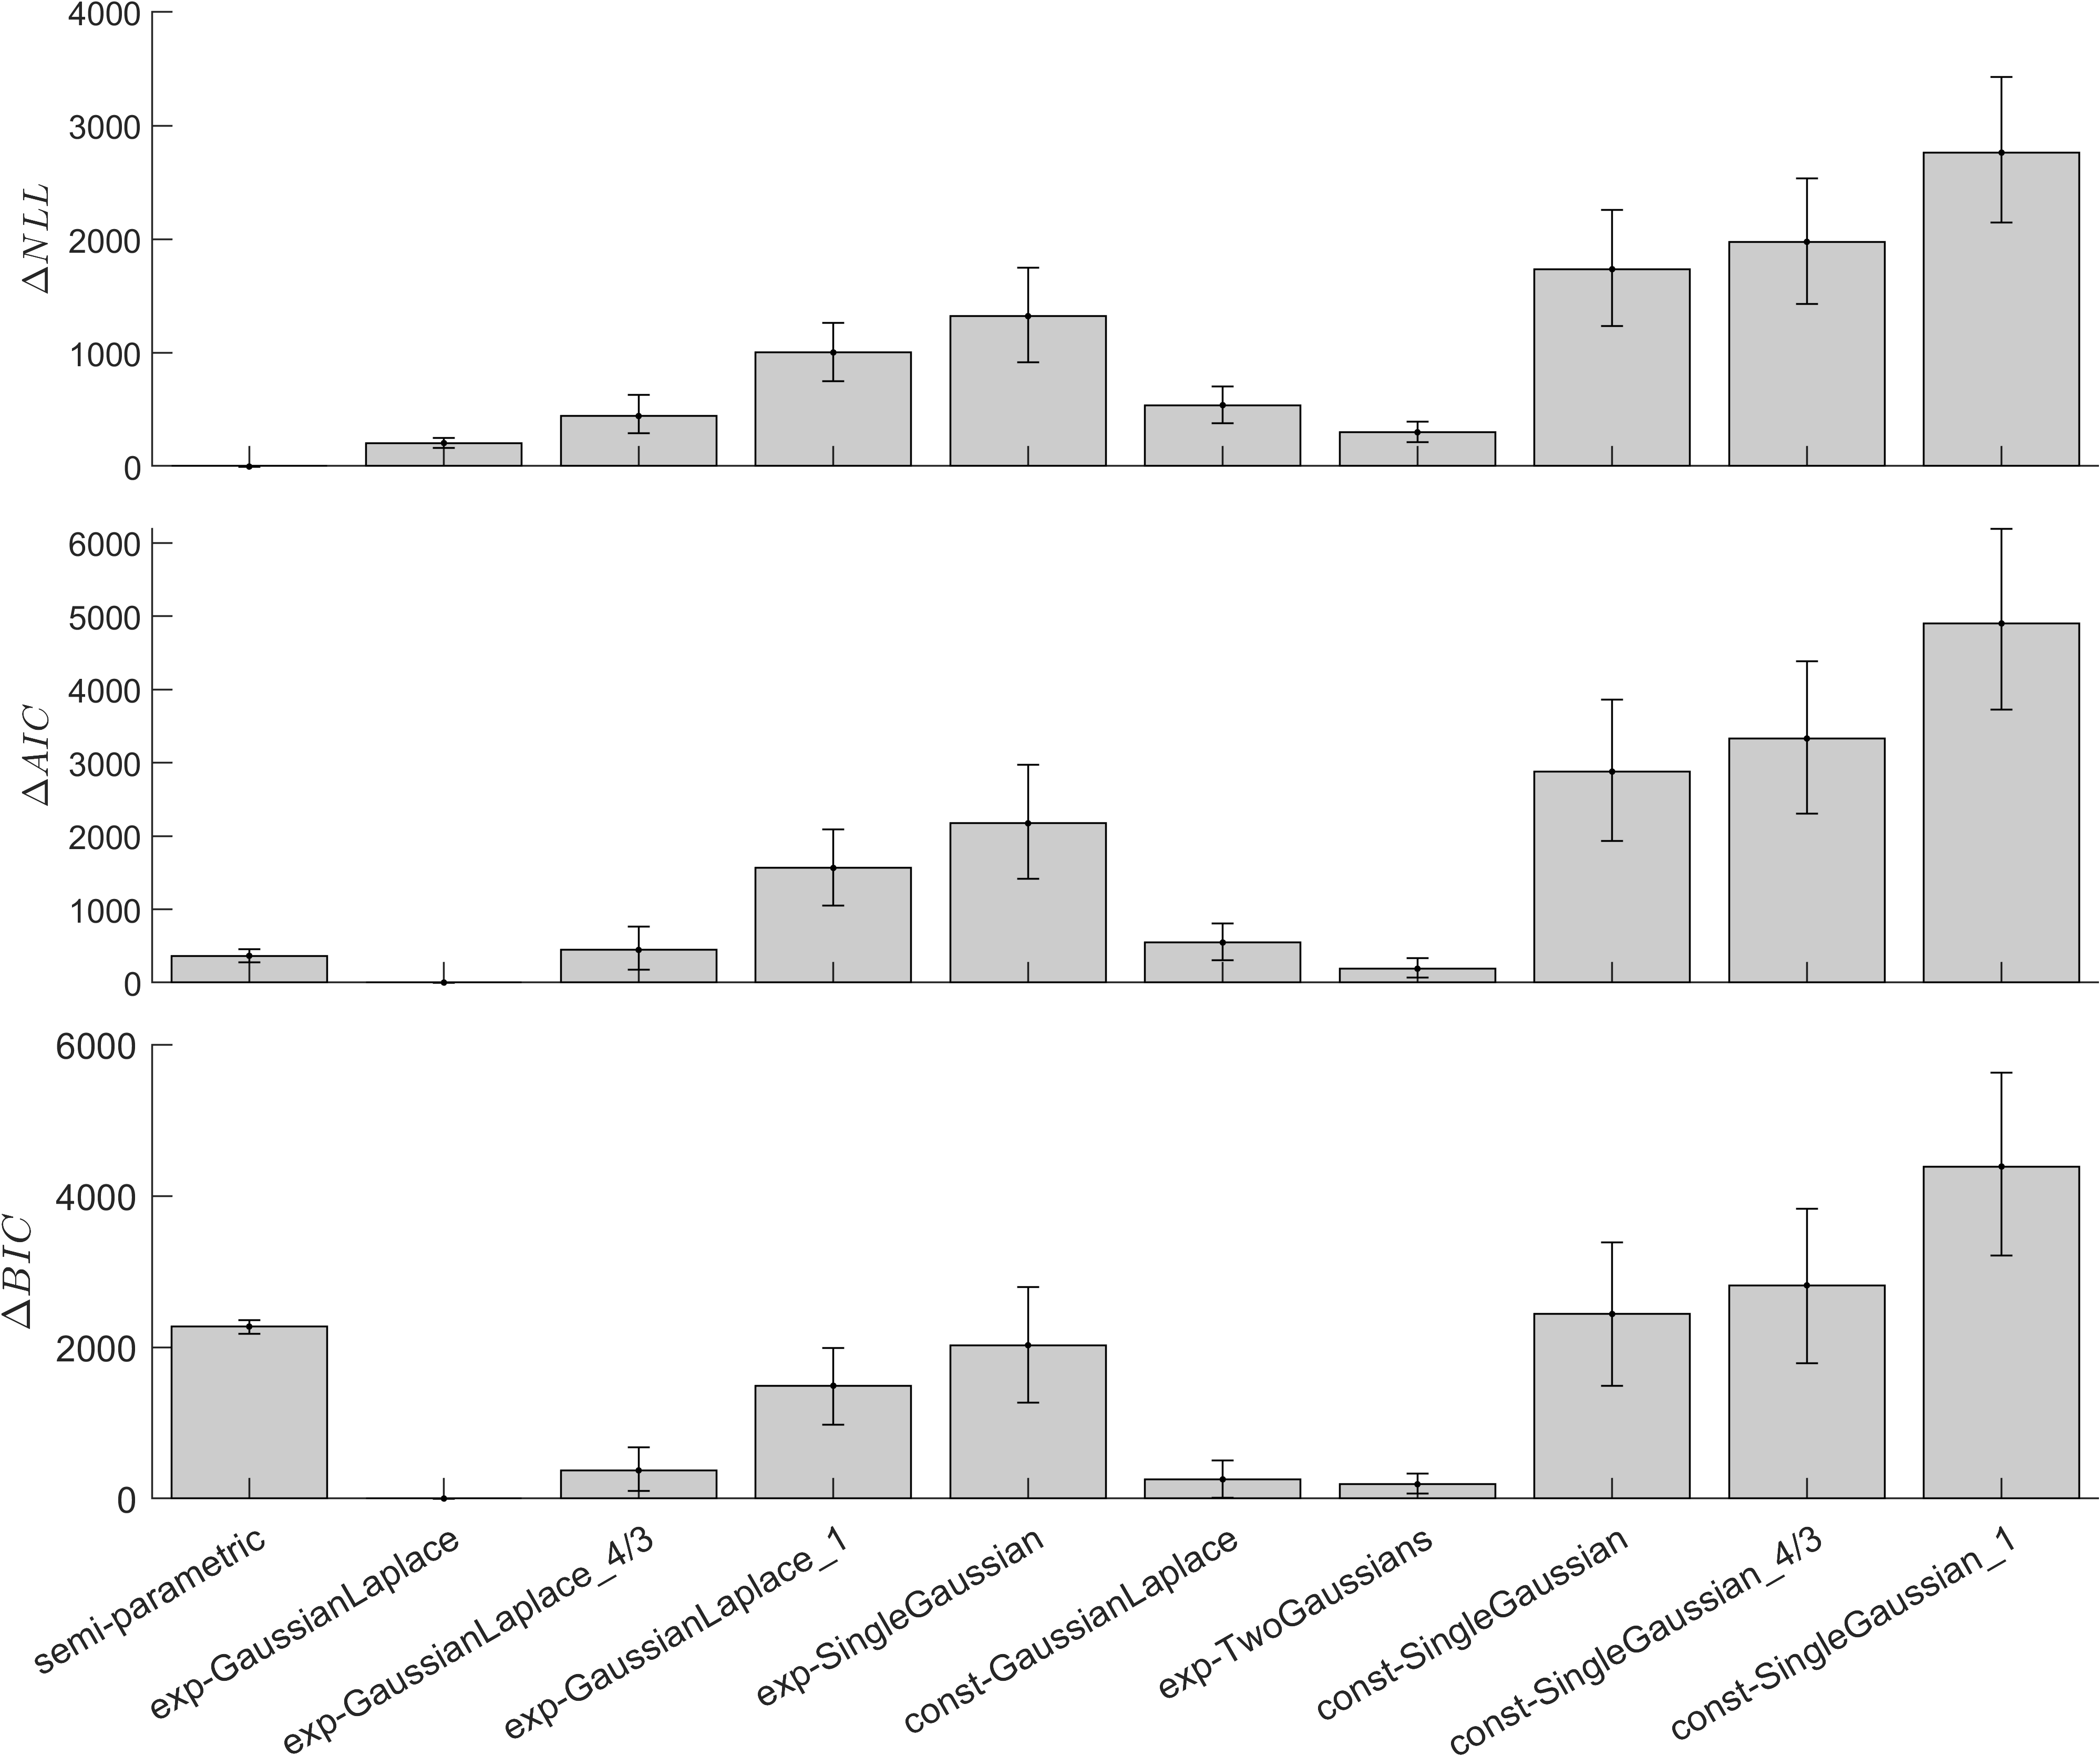 4000
3000
2000
1000
0
ΔNLL
6000
5000
4000
3000
2000
1000
0
ΔAIC
6000
4000
2000
0
ΔBIC
semi-parametric
exp-GaussianLaplace
exp-GaussianLaplace_4/3
exp-GaussianLaplace_1
exp-SingleGaussian
const-GaussianLaplace
exp-TwoGaussians
const-SingleGaussian
const-SingleGaussian_4/3
const-SingleGaussian_1